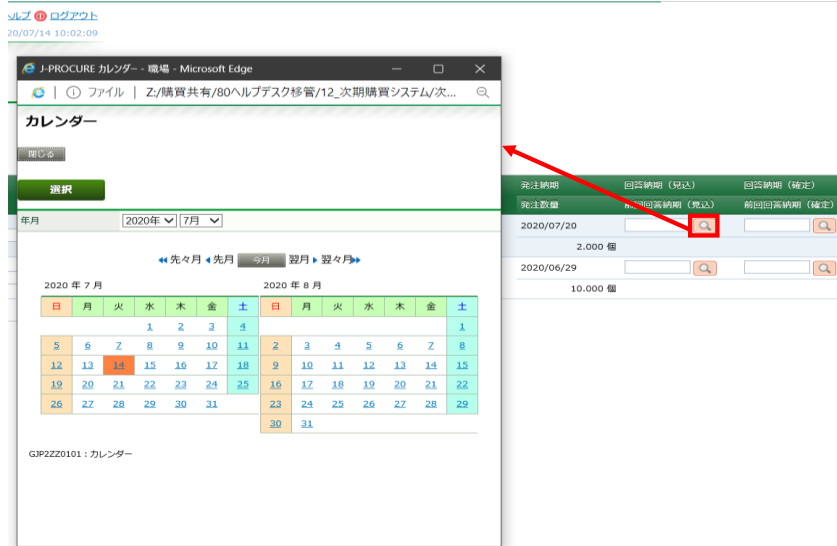 ヘルプ ログアウト
20/07/14 10:02:09
J-PROCURE カレンダー - 職場 - Microsoft Edge
ファイル | Z:/購買共有/80ヘルプデスク移管/12_次期購買システム/次...
カレンダー
閉じる
選択
年月 2020年 7月
先々月 先月 今月 翌月 翌々月
2020 年 7 月 2020 年 8 月
日 月 火 水 木 金 土 日 月 火 水 木 金 土
1 2 3 4 1
5 6 7 8 9 10 11 2 3 4 5 6 7 8
12 13 14 15 16 17 18 9 10 11 12 13 14 15
19 20 21 22 23 24 25 16 17 18 19 20 21 22
26 27 28 29 30 31 23 24 25 26 27 28 29
30 31
GJP2ZZ0101：カレンダー
発注納期 回答納期（見込） 回答納期（確定）
発注数量 前回回答納期（見込） 前回回答納期（確定）
2020/07/20
2.000 個
2020/06/29
10.000 個